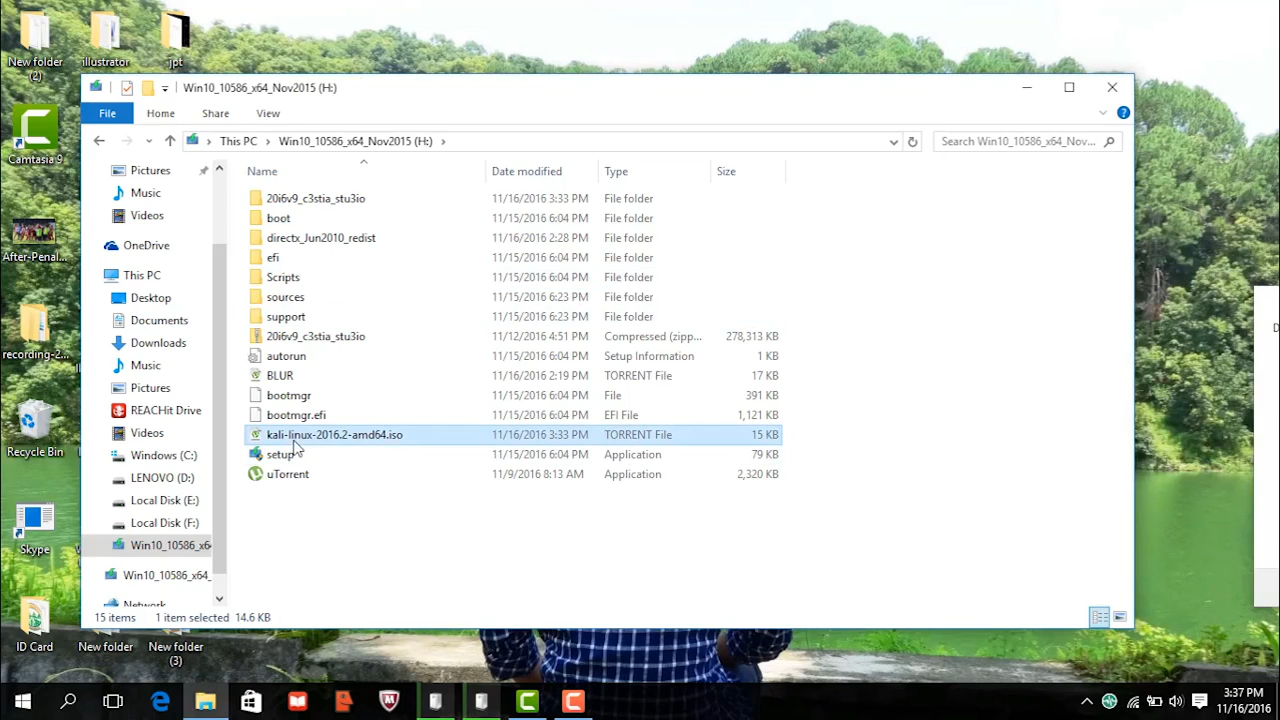 New folder
(2)
illustrator
jpt
Camtasia 9
After-Penal...
recording-2...
Recycle Bin
Skype
ID Card
New folder
New folder
(3)
Win10_10586_x64_Nov2015 (H:)
File
Home
Share
View
This PC
Win10_10586_x64_Nov2015 (H:)
Search Win10_10586_x64_Nov...
Pictures
Music
Videos
OneDrive
This PC
Desktop
Documents
Downloads
Music
Pictures
REACHit Drive
Videos
Windows (C:)
LENOVO (D:)
Local Disk (E:)
Local Disk (F:)
Win10_10586_x64
Win10_10586_x64_
Network
Name Date modified Type Size
20i6v9_c3stia_stu3io 11/16/2016 3:33 PM File folder
boot 11/15/2016 6:04 PM File folder
directx_Jun2010_redist 11/16/2016 2:28 PM File folder
efi 11/15/2016 6:04 PM File folder
Scripts 11/15/2016 6:04 PM File folder
sources 11/15/2016 6:23 PM File folder
support 11/15/2016 6:23 PM File folder
20i6v9_c3stia_stu3io 11/12/2016 4:51 PM Compressed (zipp... 278,313 KB
autorun 11/15/2016 6:04 PM Setup Information 1 KB
BLUR 11/16/2016 2:19 PM TORRENT File 17 KB
bootmgr 11/15/2016 6:04 PM File 391 KB
bootmgr.efi 11/15/2016 6:04 PM EFI File 1,121 KB
kali-linux-2016.2-amd64.iso 11/16/2016 3:33 PM TORRENT File 15 KB
setup 11/15/2016 6:04 PM Application 79 KB
uTorrent 11/9/2016 8:13 AM Application 2,320 KB
15 items 1 item selected 14.6 KB
3:37 PM
11/16/2016